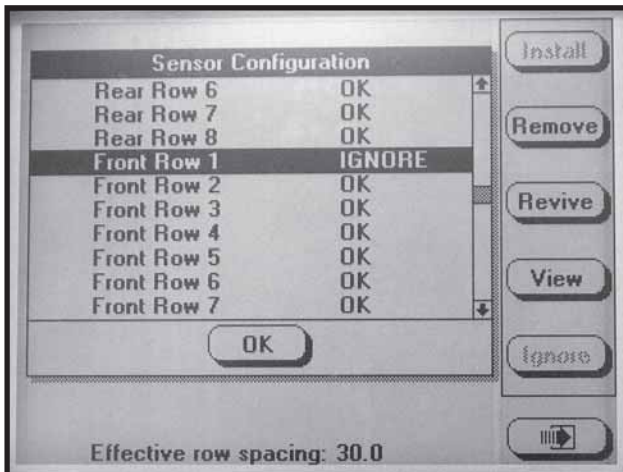 Sensor Configuration
Rear Row 6 OK
Rear Row 7 OK
Rear Row 8 OK
Front Row 1 IGNORE
Front Row 2 OK
Front Row 3 OK
Front Row 4 OK
Front Row 5 OK
Front Row 6 OK
Front Row 7 OK
OK
Effective row spacing: 30.0
Install
Remove
Revive
View
Ignore